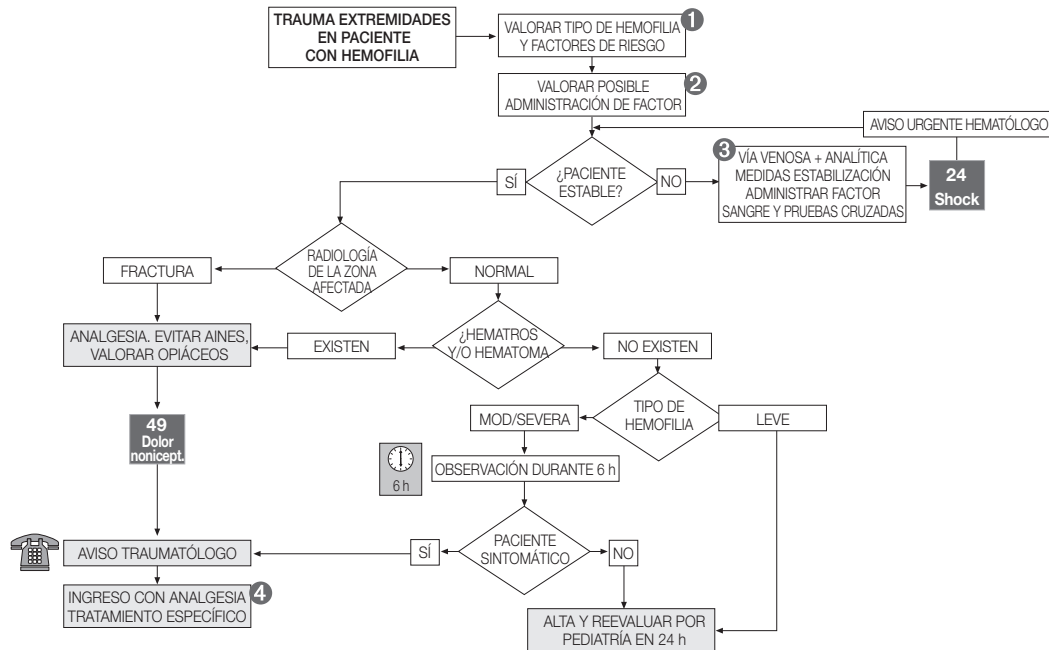 TRAUMA EXTREMIDADES
EN PACIENTE
CON HEMOFILIA
VALORAR TIPO DE HEMOFILIA
Y FACTORES DE RIESGO
1
VALORAR POSIBLE
ADMINISTRACIÓN DE FACTOR
2
AVISO URGENTE HEMATÓLOGO
¿PACIENTE
ESTABLE?
SÍ
NO
3
VÍA VENOSA + ANALÍTICA
MEDIDAS ESTABILIZACIÓN
ADMINISTRAR FACTOR
SANGRE Y PRUEBAS CRUZADAS
24
Shock
RADIOLOGÍA
DE LA ZONA
AFECTADA
FRACTURA
NORMAL
ANALGESIA. EVITAR AINES,
VALORAR OPIÁCEOS
EXISTEN
¿HEMATROS
Y/O HEMATOMA
NO EXISTEN
TIPO DE
HEMOFILIA
MOD/SEVERA
LEVE
49
Dolor
nonicept.
6 h
OBSERVACIÓN DURANTE 6 h
PACIENTE
SINTOMÁTICO
SÍ
NO
AVISO TRAUMATÓLOGO
INGRESO CON ANALGESIA
TRATAMIENTO ESPECÍFICO
4
ALTA Y REEVALUAR POR
PEDIATRÍA EN 24 h